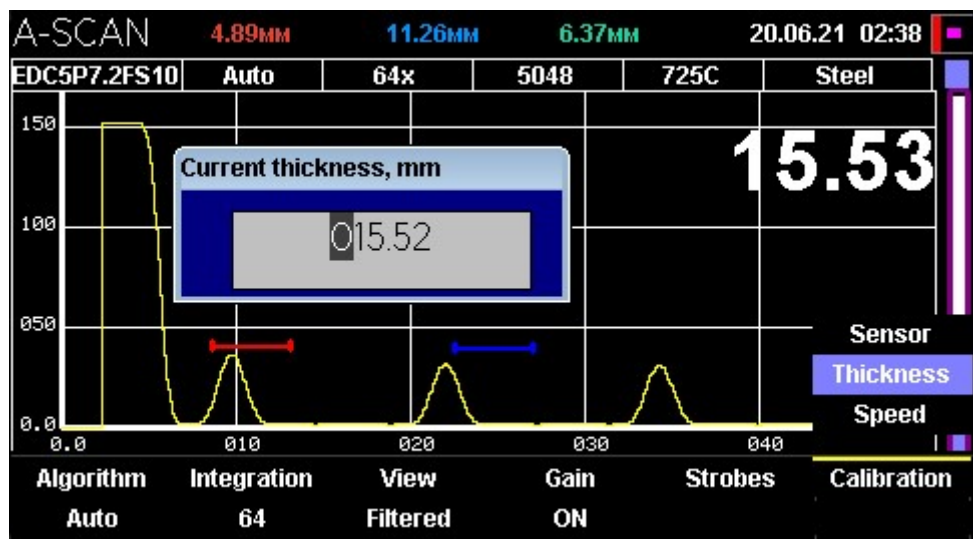 A-SCAN 4.89мм 11.26мм 6.37мм 20.06.21 02:38
EDC5P7.2FS10 Auto 64x 5048 725C Steel
150
15.53
Current thickness, mm
100
015.52
050
Sensor
Thickness
Speed
0.0
0.0 010 020 030 040
Algorithm Integration View Gain Strobes Calibration
Auto 64 Filtered ON